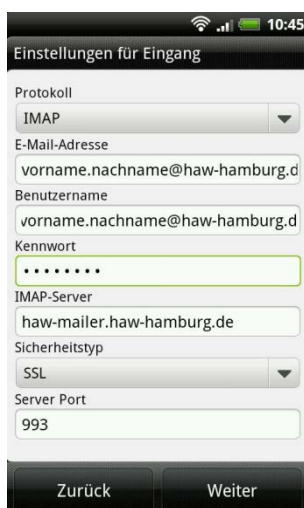 10:45
Einstellungen für Eingang
Protokoll
IMAP
E-Mail-Adresse
vorname.nachname@haw-hamburg.d
Benutzername
vorname.nachname@haw-hamburg.d
Kennwort
••••••••
IMAP-Server
haw-mailer.haw-hamburg.de
Sicherheitstyp
SSL
Server Port
993
Zurück Weiter